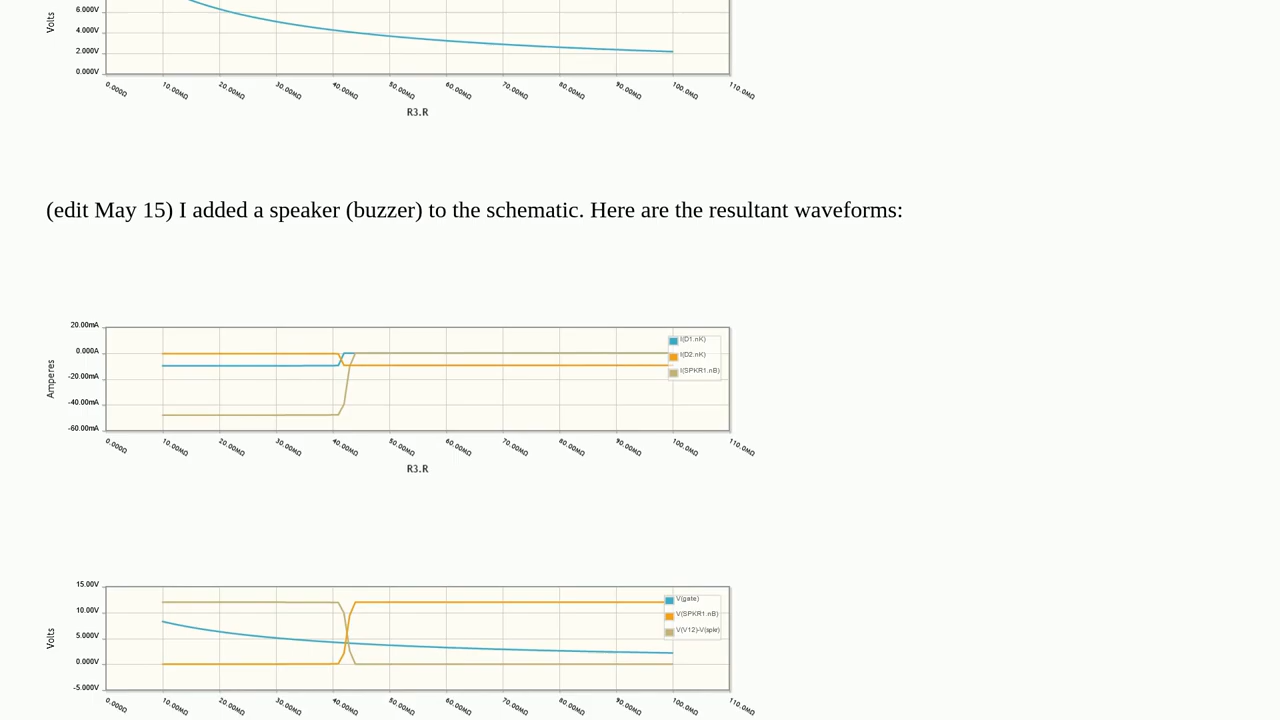 Volts
6.000V
4.000V
2.000V
0.000V
0.000Ω 10.00MΩ 20.00MΩ 30.00MΩ 40.00MΩ 50.00MΩ 60.00MΩ 70.00MΩ 80.00MΩ 90.00MΩ 100.0MΩ 110.0MΩ
R3.R
(edit May 15) I added a speaker (buzzer) to the schematic. Here are the resultant waveforms:
Amperes
20.00mA
0.000A
-20.00mA
-40.00mA
-60.00mA
I(D1.nK)
I(D2.nK)
I(SPKR1.nB)
0.000Ω 10.00MΩ 20.00MΩ 30.00MΩ 40.00MΩ 50.00MΩ 60.00MΩ 70.00MΩ 80.00MΩ 90.00MΩ 100.0MΩ 110.0MΩ
R3.R
Volts
15.00V
10.00V
5.000V
0.000V
-5.000V
V(gate)
V(SPKR1.nB)
0.000Ω 10.00MΩ 20.00MΩ 30.00MΩ 40.00MΩ 50.00MΩ 60.00MΩ 70.00MΩ 80.00MΩ 90.00MΩ 100.0MΩ 110.0MΩ